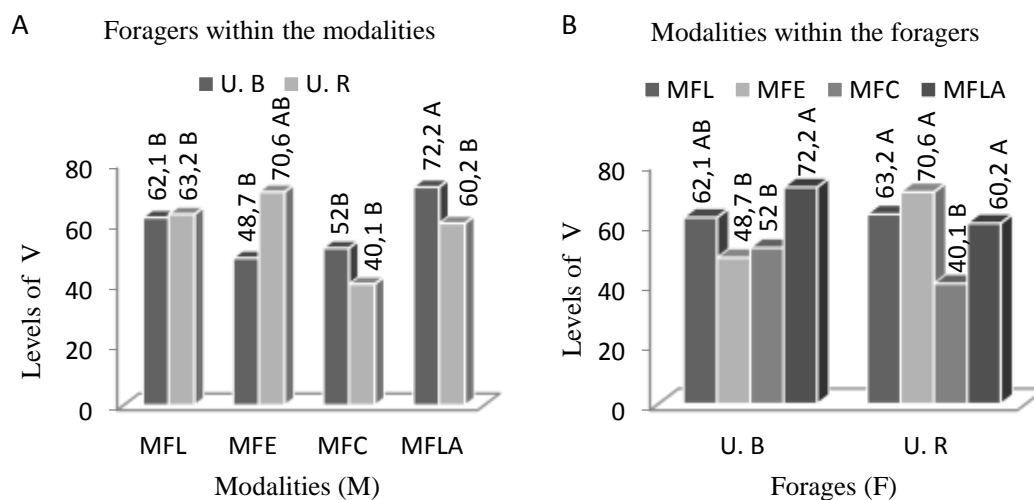 A
Foragers within the modalities
U. B
U. R
Levels of V
80
60
40
20
0
62,1 B
63,2 B
48,7 B
70,6 AB
52B
40,1 B
72,2 A
60,2 B
MFL
MFE
MFC
MFLA
Modalities (M)
B
Modalities within the foragers
MFL
MFE
MFC
MFLA
Levels of V
80
60
40
20
0
62,1 AB
48,7 B
52 B
72,2 A
63,2 A
70,6 A
40,1 B
60,2 A
U. B
U. R
Forages (F)